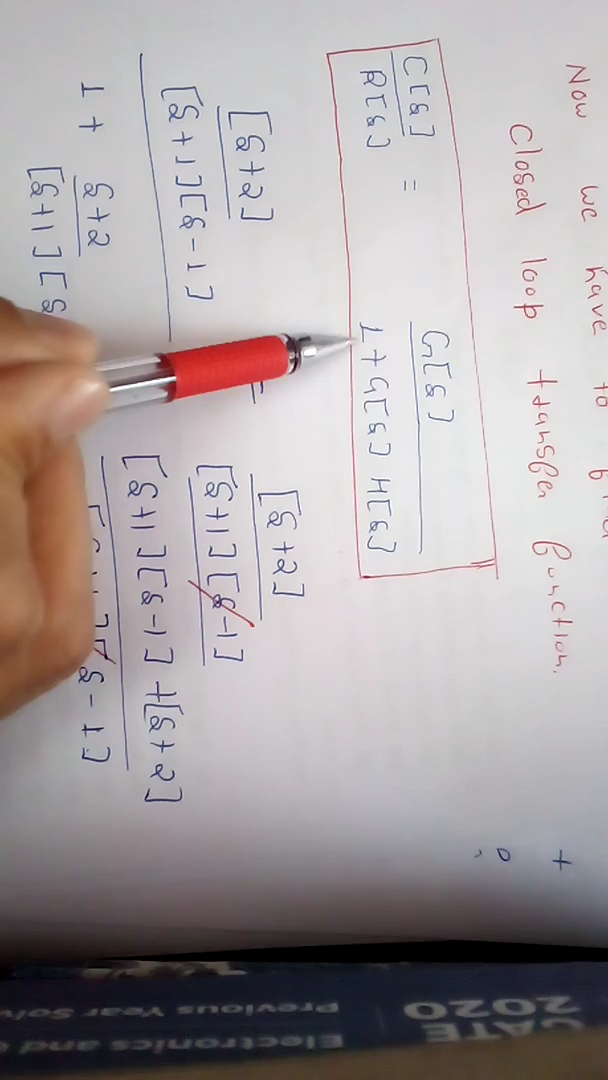 Now we have to
Closed loop transfer function.
C[s] / R[s] = G[s] / 1+G[s] H[s]
[s+2] / [s+1][s-1]
1 + s+2 / [s+1][s
[s+2] / [s+1][s-1]
[s+1][s-1]+[s+2]
s-1]
GATE
2020
Previous Year
Electronics and